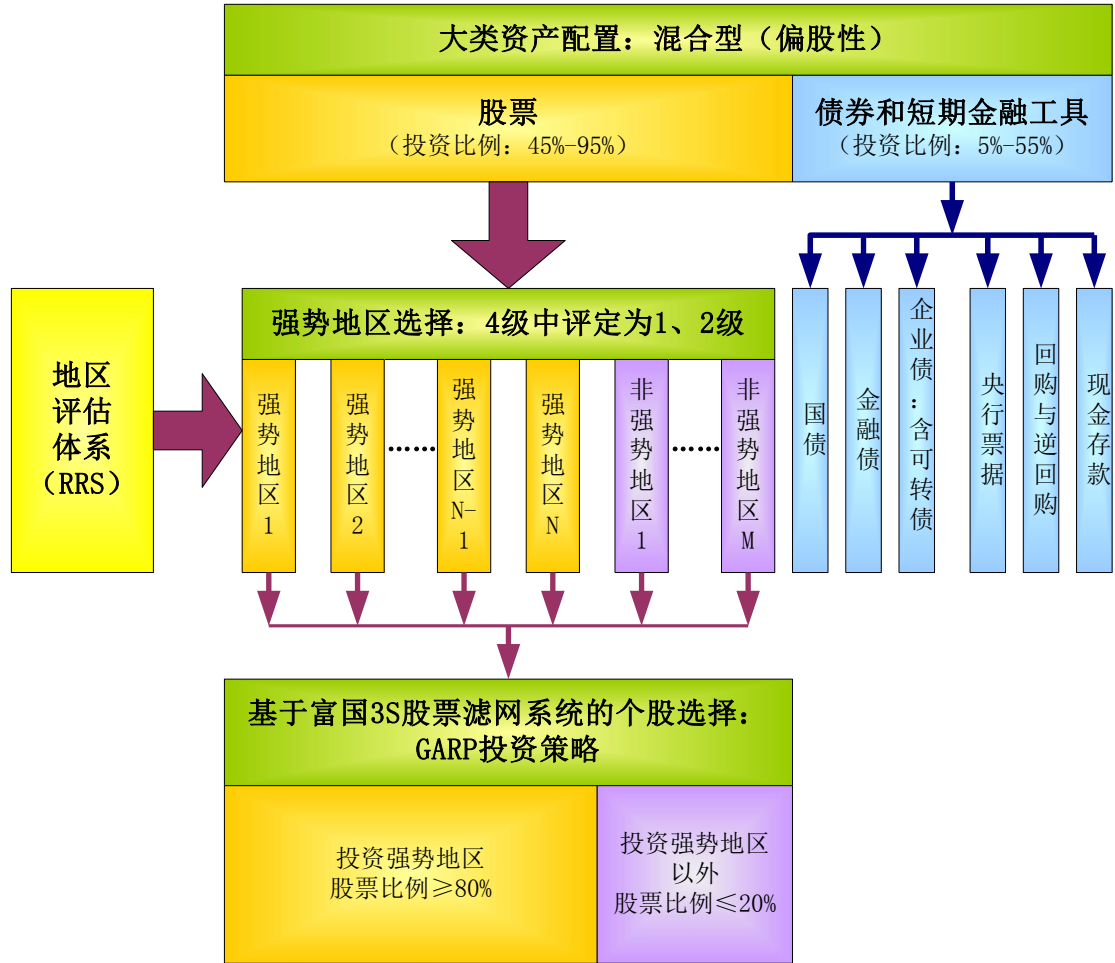 大类资产配置：混合型（偏股性）
股票
（投资比例：45%-95%）
债券和短期金融工具
（投资比例：5%-55%）
地区
评估
体系
（RRS）
强势地区选择：4级中评定为1、2级
强势地区1
强势地区2
……
强势地区N-1
强势地区N
非强势地区1
……
非强势地区M
国债
金融债
企业债：含可转债
央行票据
回购与逆回购
现金存款
基于富国3S股票滤网系统的个股选择：
GARP投资策略
投资强势地区
股票比例≥80%
投资强势地区
以外
股票比例≤20%